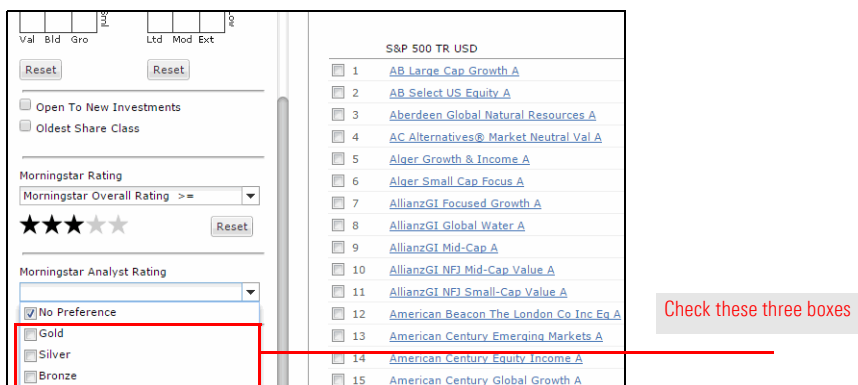 Sml
Low
Val Bld Gro
Ltd Mod Ext
Reset
Reset
Open To New Investments
Oldest Share Class
Morningstar Rating
Morningstar Overall Rating >=
Reset
Morningstar Analyst Rating
No Preference
Gold
Silver
Bronze
S&P 500 TR USD
1 AB Large Cap Growth A
2 AB Select US Equity A
3 Aberdeen Global Natural Resources A
4 AC Alternatives® Market Neutral Val A
5 Alger Growth & Income A
6 Alger Small Cap Focus A
7 AllianzGI Focused Growth A
8 AllianzGI Global Water A
9 AllianzGI Mid-Cap A
10 AllianzGI NFJ Mid-Cap Value A
11 AllianzGI NFJ Small-Cap Value A
12 American Beacon The London Co Inc Eq A
13 American Century Emerging Markets A
14 American Century Equity Income A
15 American Century Global Growth A
Check these three boxes